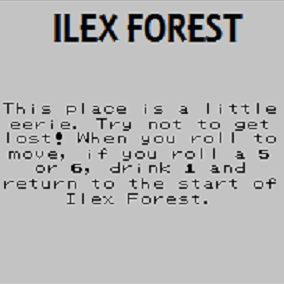 ILEX FOREST
This place is a little
eerie. Try not to get
lost! When you roll to
move, if you roll a 5
or 6, drink 1 and
return to the start of
Ilex Forest.